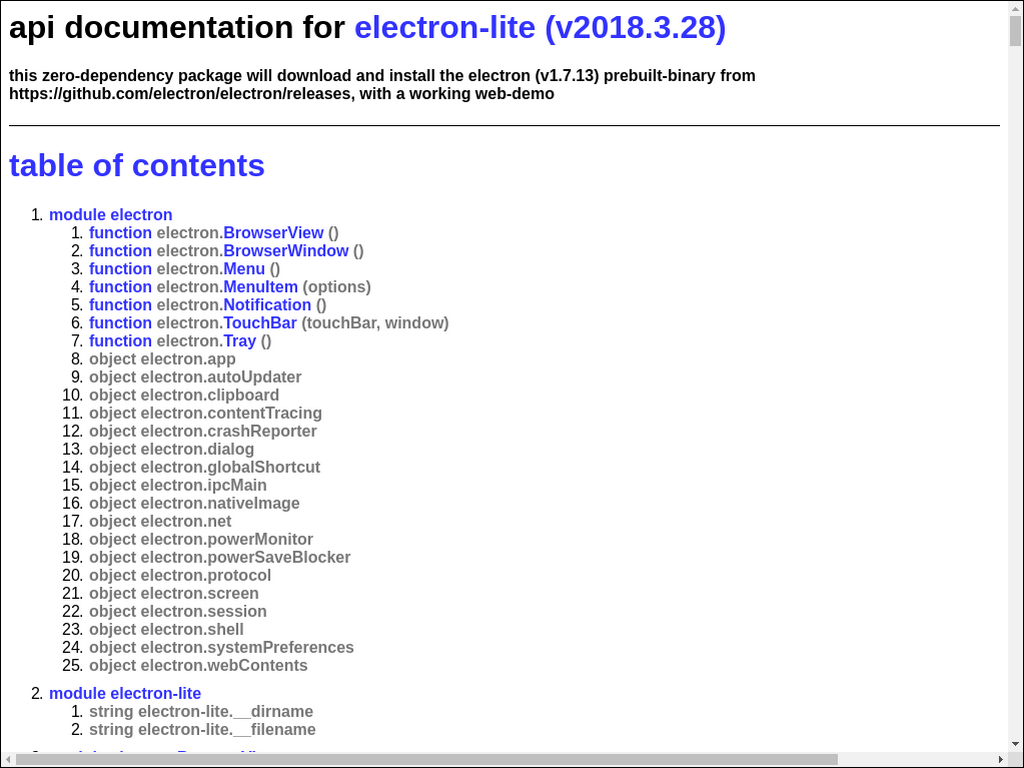 api documentation for electron-lite (v2018.3.28)
this zero-dependency package will download and install the electron (v1.7.13) prebuilt-binary from
https://github.com/electron/electron/releases, with a working web-demo
table of contents
1. module electron
1. function electron.BrowserView ()
2. function electron.BrowserWindow ()
3. function electron.Menu ()
4. function electron.MenuItem (options)
5. function electron.Notification ()
6. function electron.TouchBar (touchBar, window)
7. function electron.Tray ()
8. object electron.app
9. object electron.autoUpdater
10. object electron.clipboard
11. object electron.contentTracing
12. object electron.crashReporter
13. object electron.dialog
14. object electron.globalShortcut
15. object electron.ipcMain
16. object electron.nativeImage
17. object electron.net
18. object electron.powerMonitor
19. object electron.powerSaveBlocker
20. object electron.protocol
21. object electron.screen
22. object electron.session
23. object electron.shell
24. object electron.systemPreferences
25. object electron.webContents
2. module electron-lite
1. string electron-lite.__dirname
2. string electron-lite.__filename